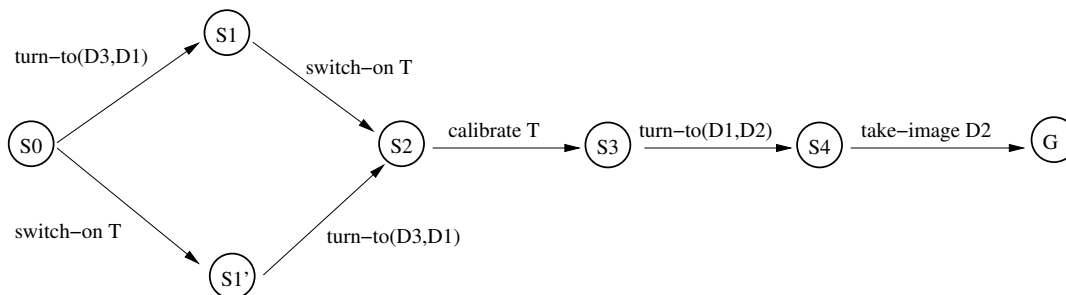 S1
turn−to(D3,D1)
switch−on T
S0
S2
calibrate T
S3
turn−to(D1,D2)
S4
take−image D2
G
switch−on T
turn−to(D3,D1)
S1'